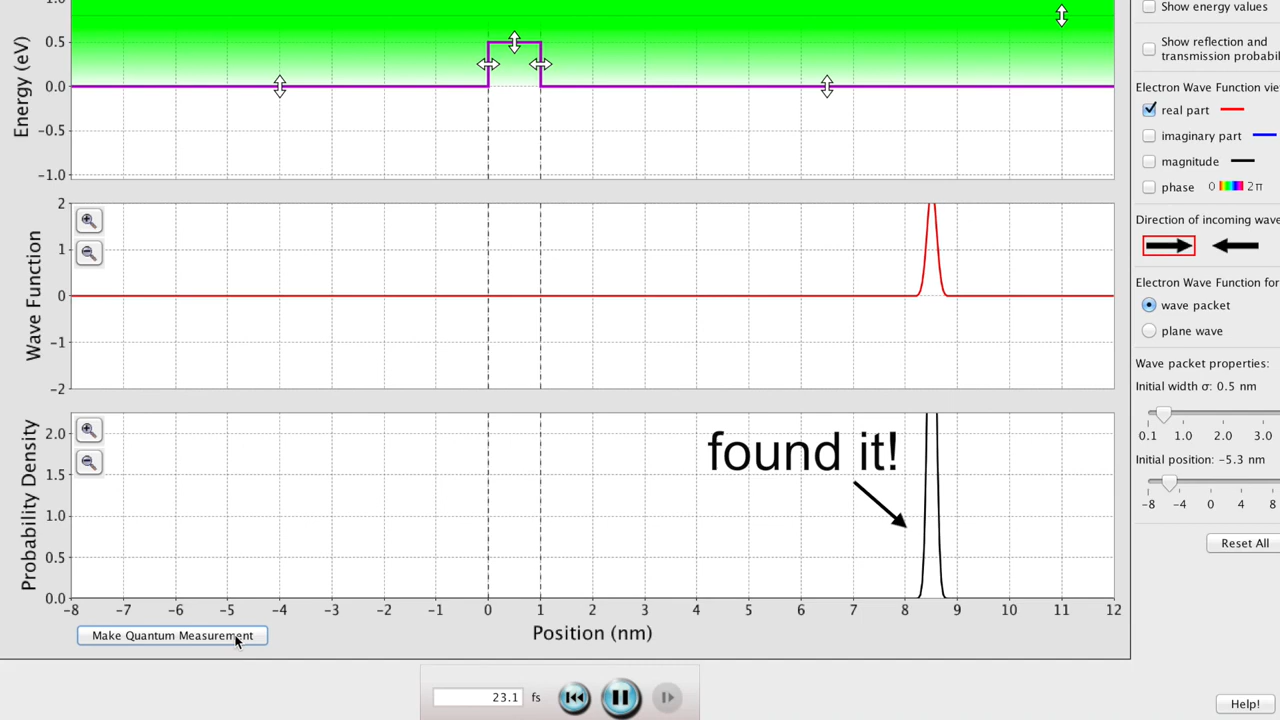 1.0
0.5
0.0
-0.5
-1.0
Energy (eV)
2
1
0
-1
-2
Wave Function
2.0
1.5
1.0
0.5
0.0
Probability Density
found it!
-8 -7 -6 -5 -4 -3 -2 -1 0 1 2 3 4 5 6 7 8 9 10 11 12
Position (nm)
Make Quantum Measurement
23.1 fs
Show energy values
Show reflection and
transmission probabi
Electron Wave Function vie
real part
imaginary part
magnitude
phase 0 2π
Direction of incoming wave
Electron Wave Function for
wave packet
plane wave
Wave packet properties:
Initial width σ: 0.5 nm
0.1 1.0 2.0 3.0
Initial position: -5.3 nm
-8 -4 0 4 8
Reset All
Help!